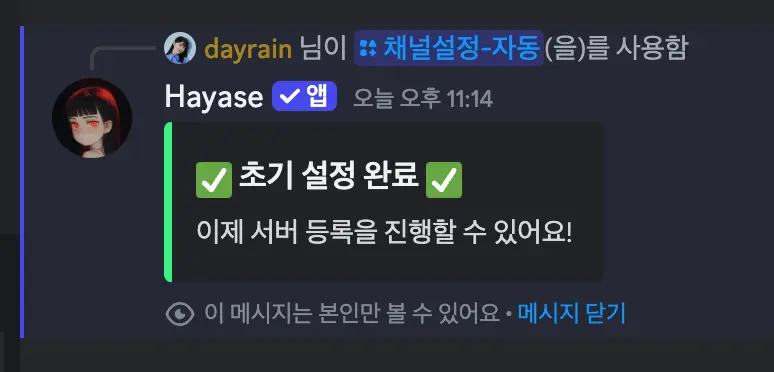 dayrain 님이 채널설정-자동(을)를 사용함
Hayase ✓ 앱 오늘 오후 11:14
✅ 초기 설정 완료 ✅
이제 서버 등록을 진행할 수 있어요!
이 메시지는 본인만 볼 수 있어요 • 메시지 닫기